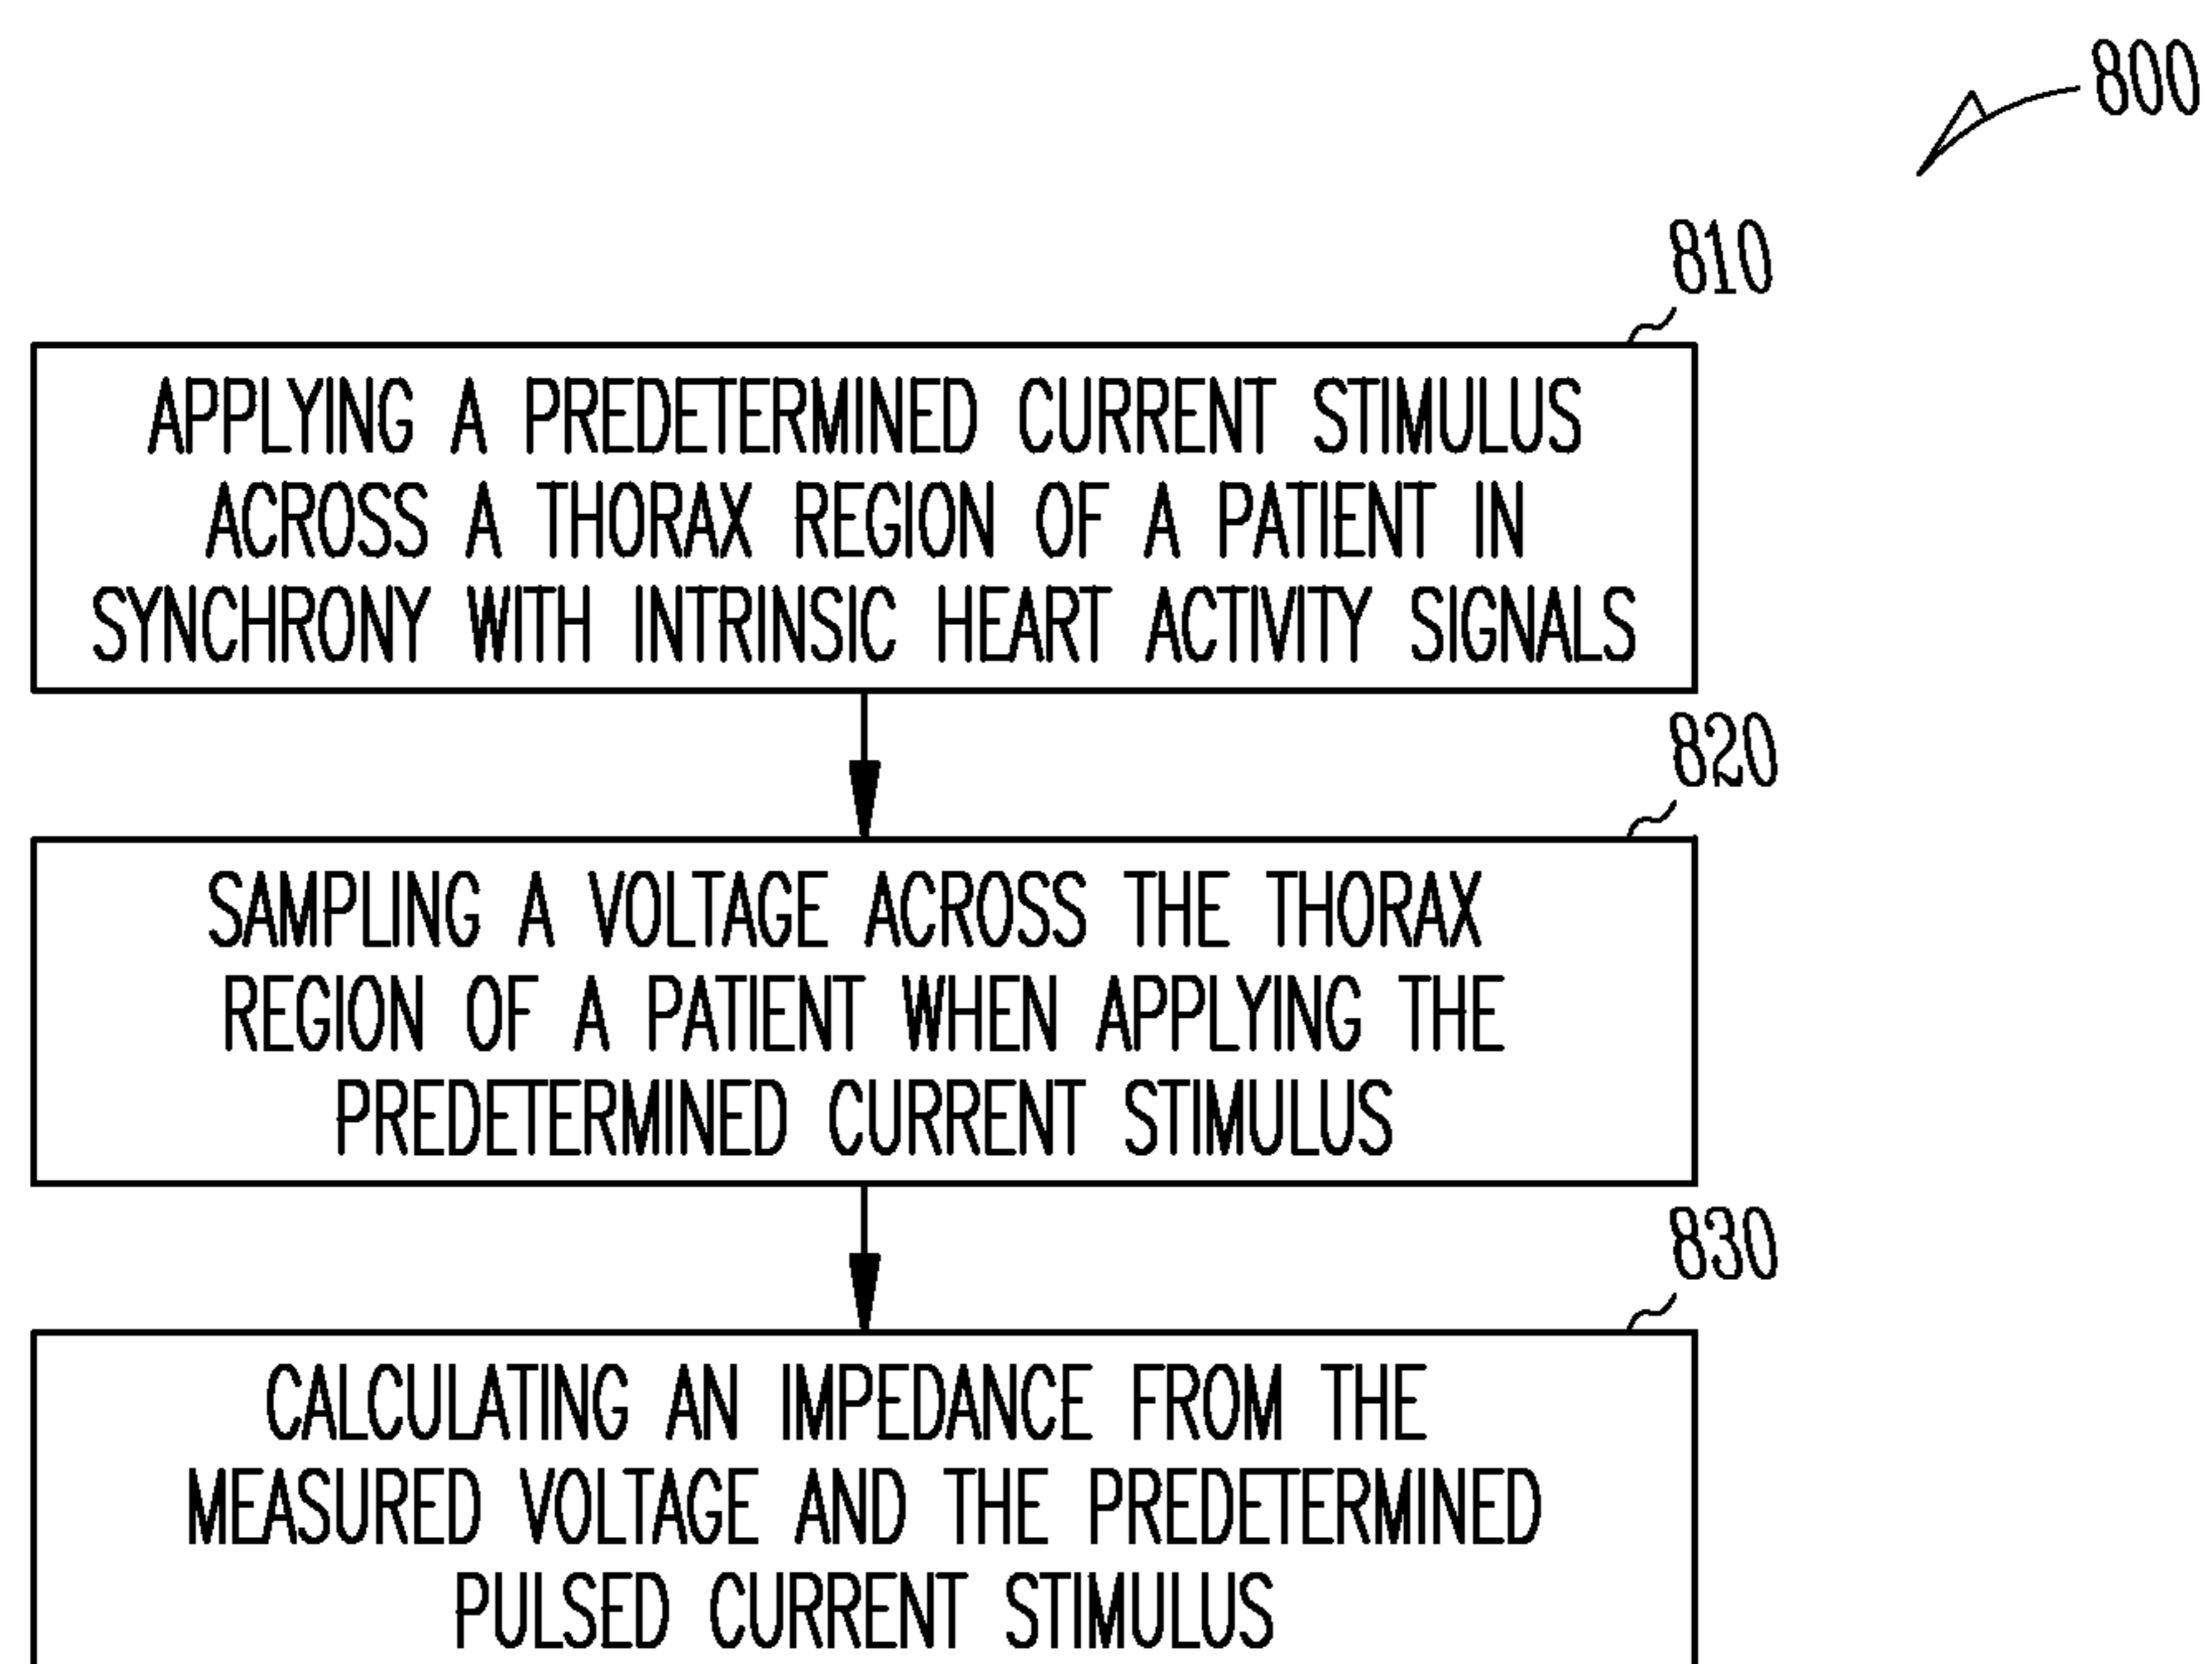 800
810
APPLYING A PREDETERMINED CURRENT STIMULUS
ACROSS A THORAX REGION OF A PATIENT IN
SYNCHRONY WITH INTRINSIC HEART ACTIVITY SIGNALS
820
SAMPLING A VOLTAGE ACROSS THE THORAX
REGION OF A PATIENT WHEN APPLYING THE
PREDETERMINED CURRENT STIMULUS
830
CALCULATING AN IMPEDANCE FROM THE
MEASURED VOLTAGE AND THE PREDETERMINED
PULSED CURRENT STIMULUS